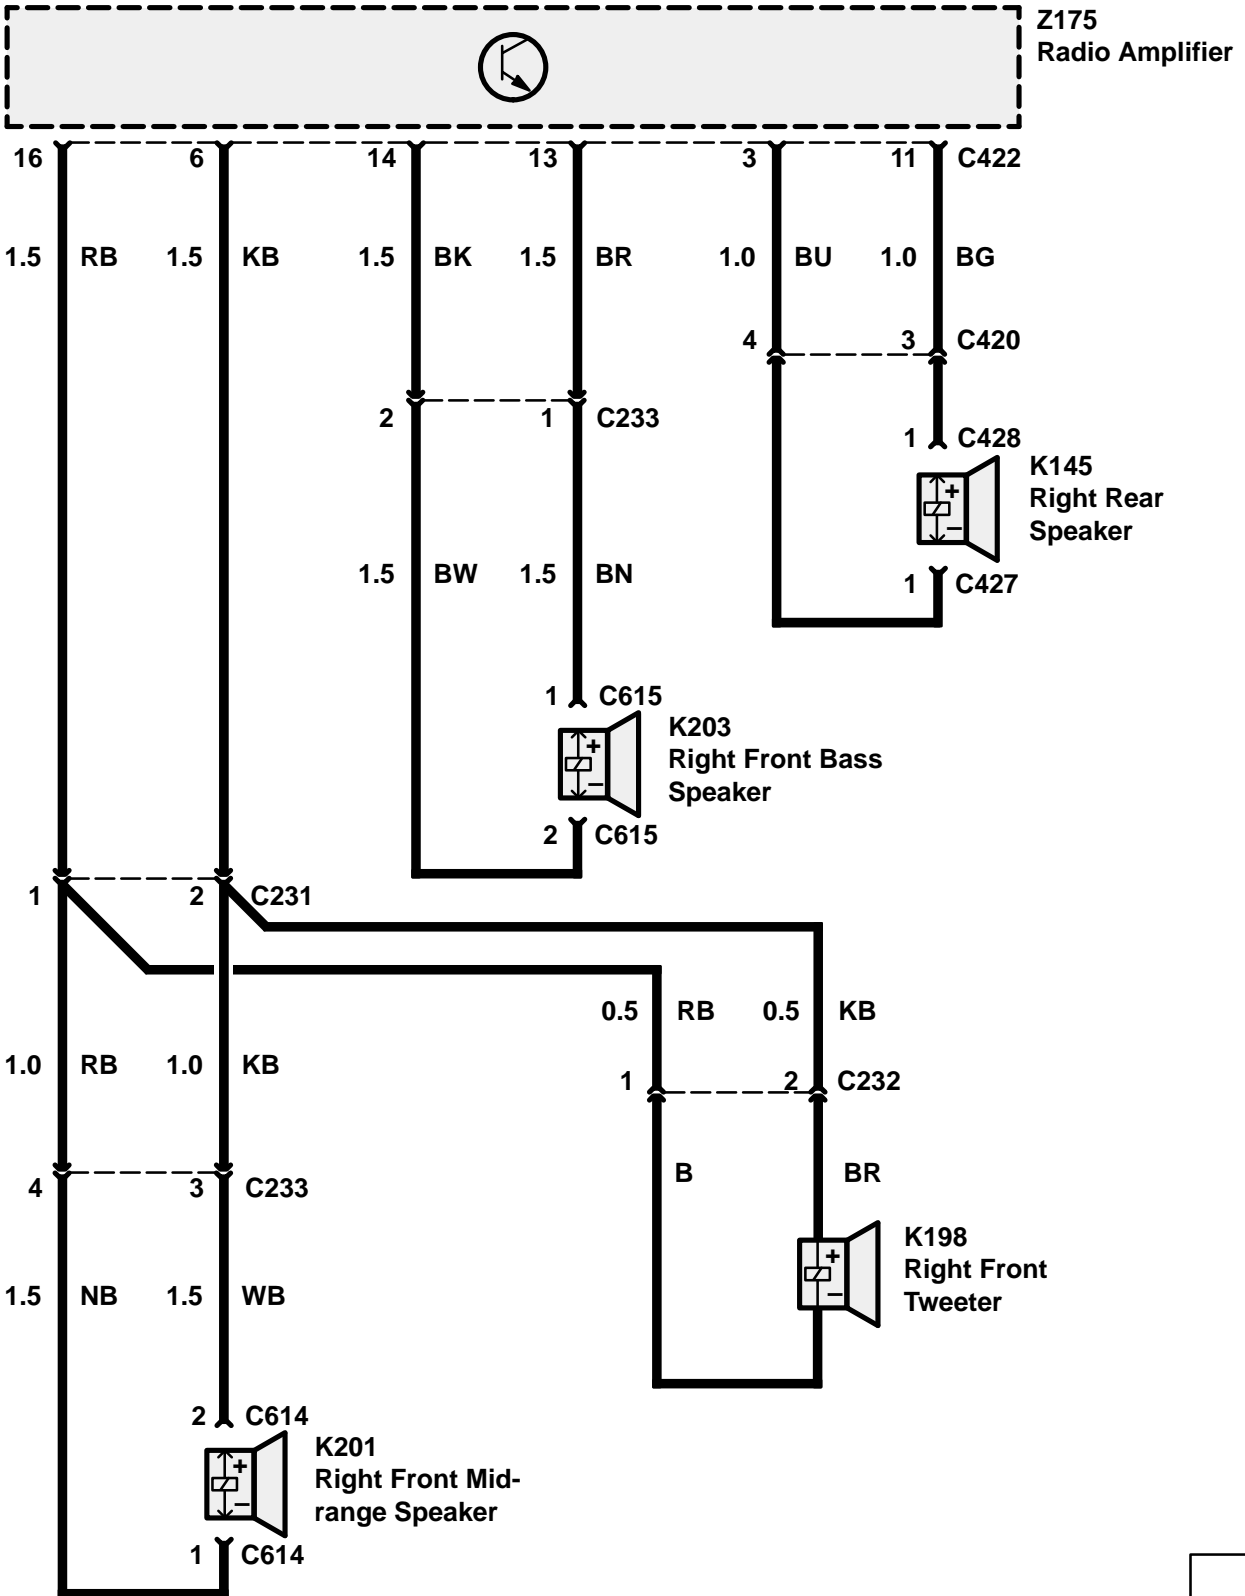 Z175
Radio Amplifier
16 6 14 13 3 11 C422
1.5 RB 1.5 KB 1.5 BK 1.5 BR 1.0 BU 1.0 BG
4 3 C420
2 1 C233
1 C428
K145
Right Rear
Speaker
1.5 BW 1.5 BN
1 C427
1 C615
K203
Right Front Bass
Speaker
2 C615
1 2 C231
0.5 RB 0.5 KB
1.0 RB 1.0 KB
1 2 C232
B BR
4 3 C233
K198
Right Front
Tweeter
1.5 NB 1.5 WB
2 C614
K201
Right Front Mid-
range Speaker
1 C614